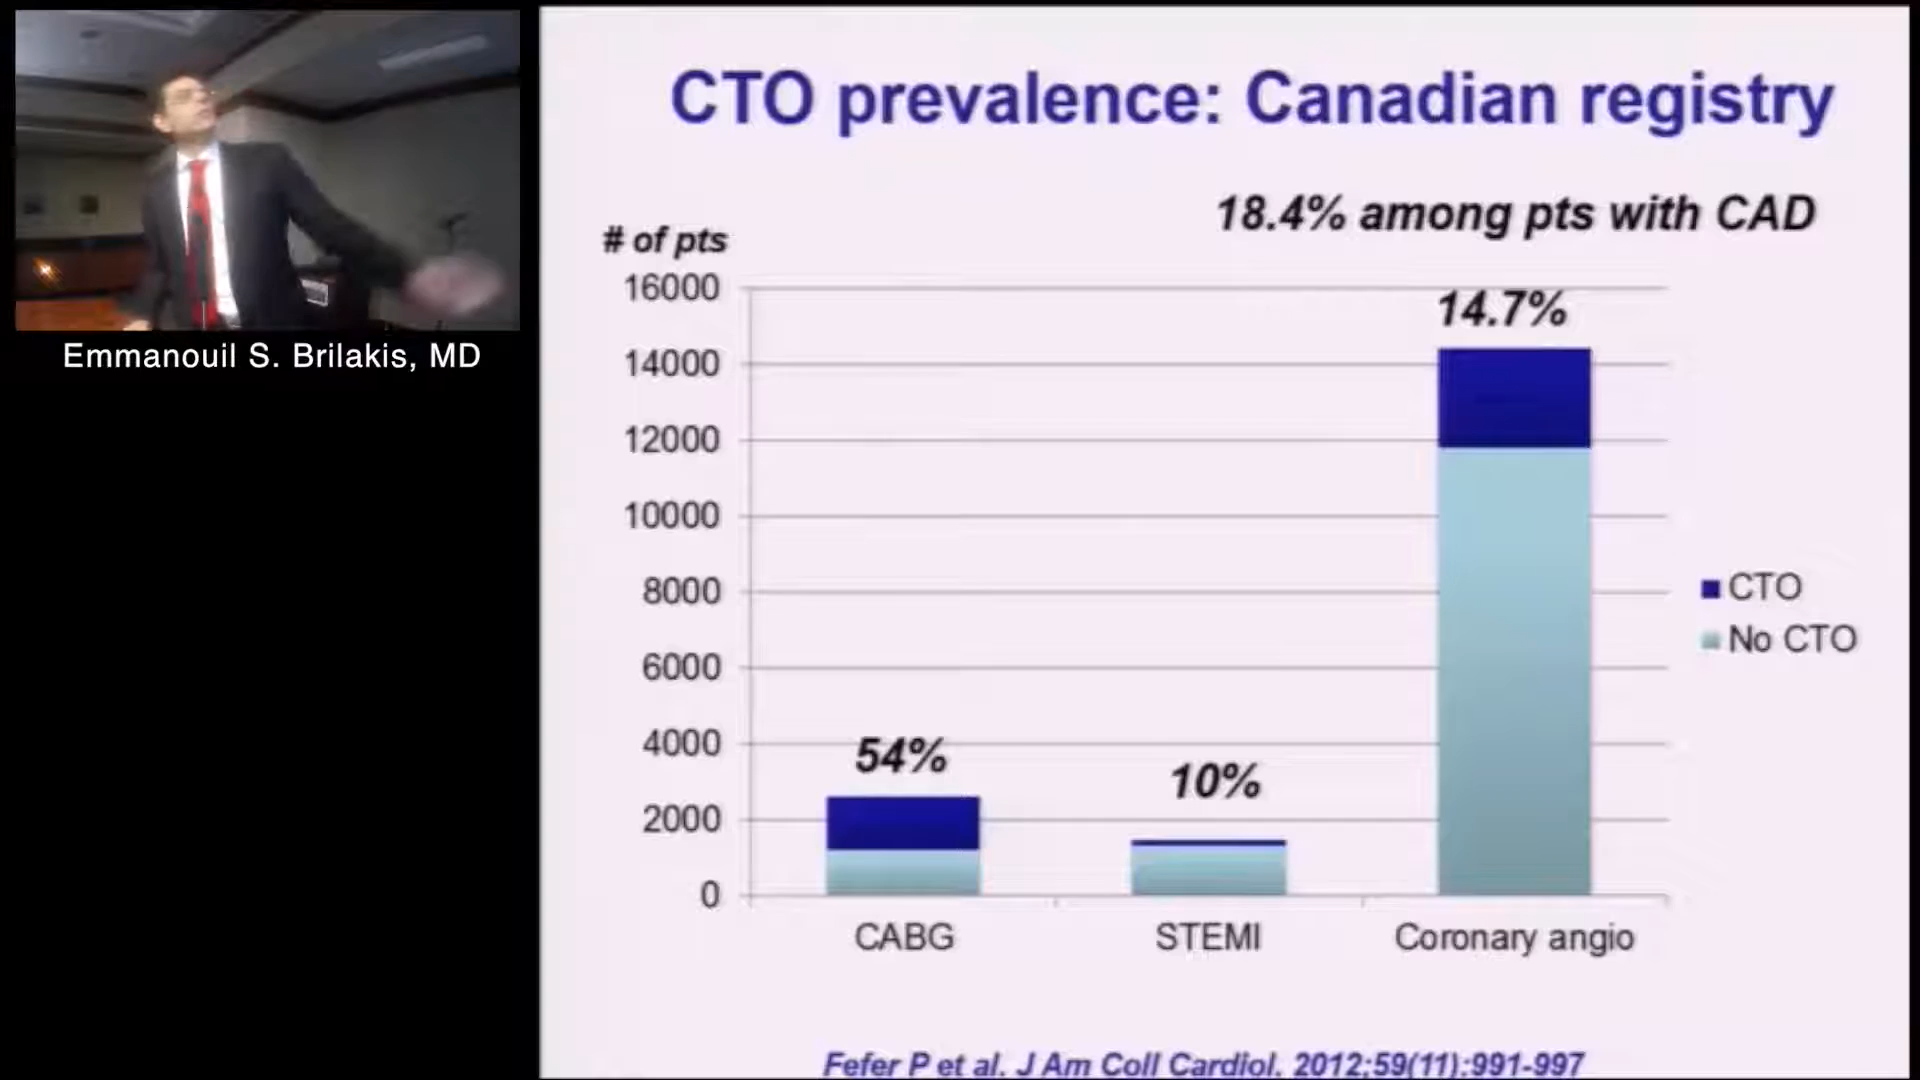 Emmanouil S. Brilakis, MD
CTO prevalence: Canadian registry
18.4% among pts with CAD
# of pts
16000
14000
12000
10000
8000
6000
4000
2000
0
54%
10%
14.7%
CABG
STEMI
Coronary angio
CTO
No CTO
Fefer P et al. J Am Coll Cardiol. 2012;59(11):991-997